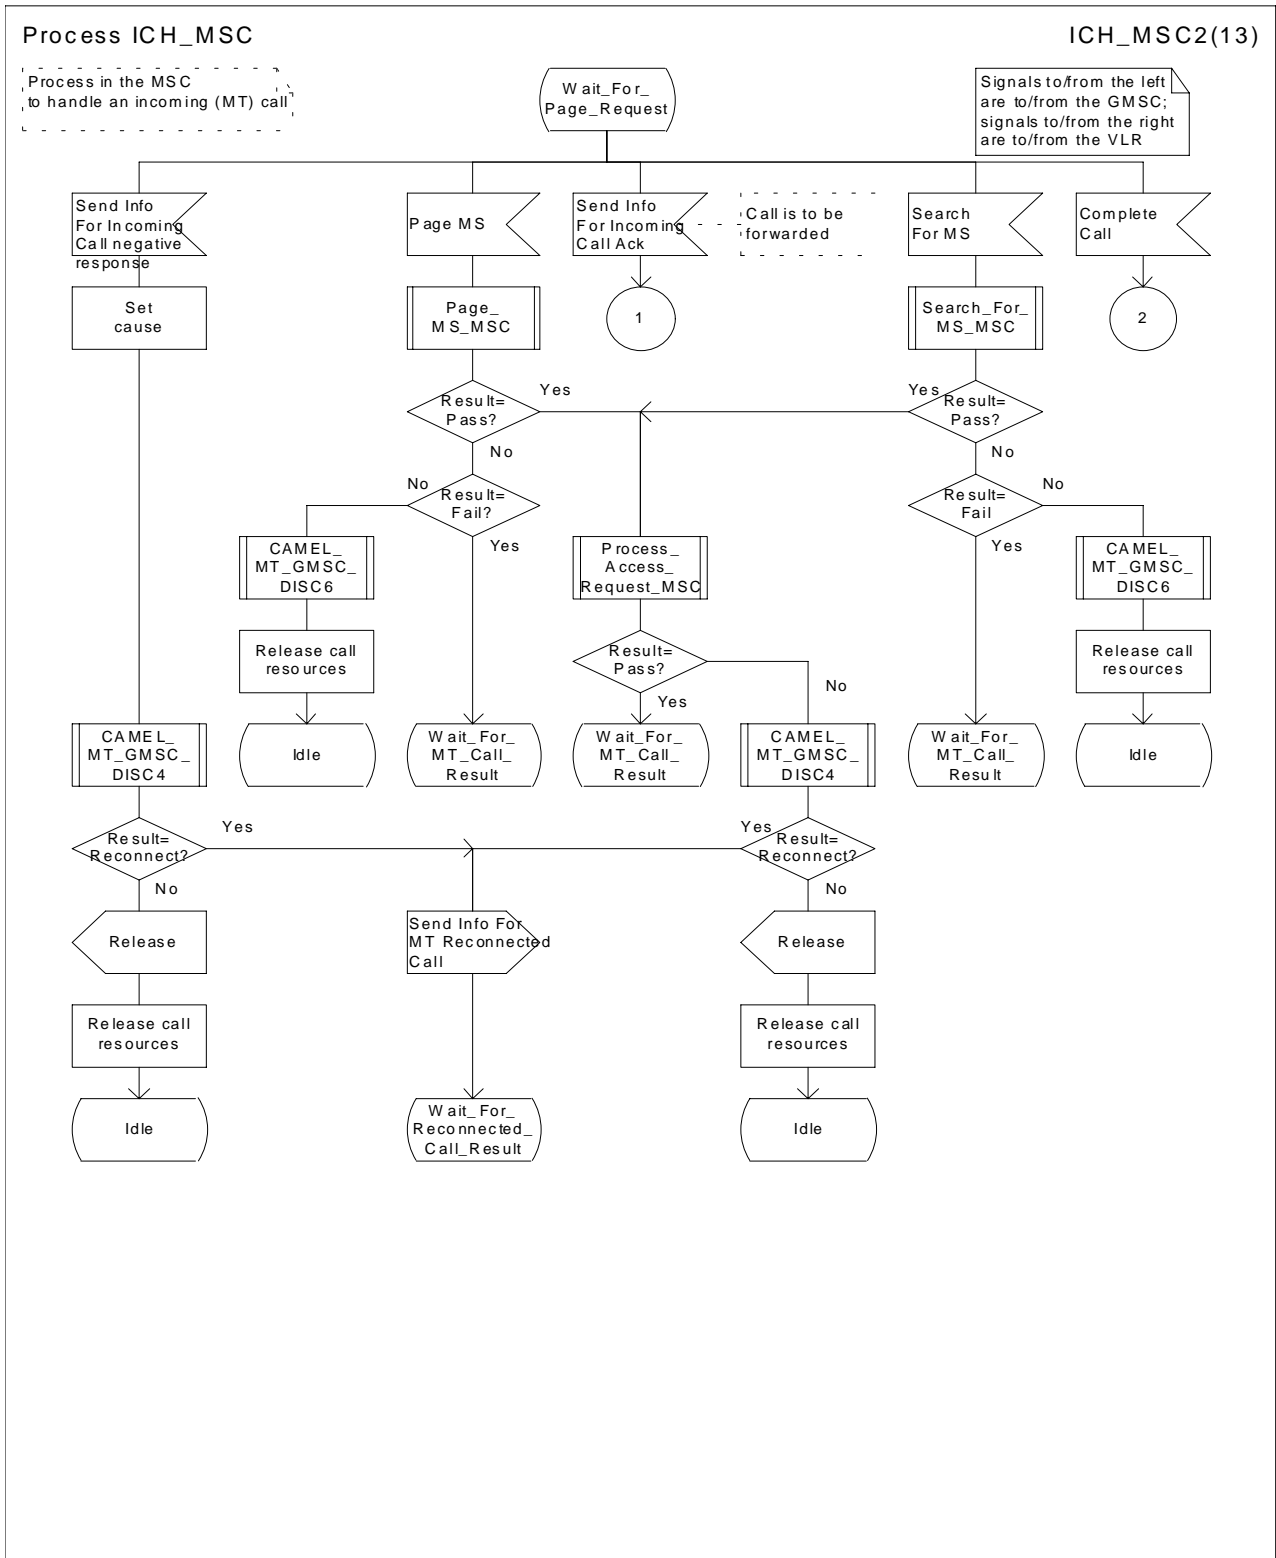 Process ICH_MSC
ICH_MSC2(13)
Process in the MSC
to handle an incoming (MT) call
Wait_For_
Page_Request
Signals to/from the left
are to/from the GMSC;
signals to/from the right
are to/from the VLR
Send Info
For Incoming
Call negative
response
Page MS
Send Info
For Incoming
Call Ack
Call is to be
forwarded
Search
For MS
Complete
Call
Set
cause
Page_
MS_MSC
1
Search_For_
MS_MSC
2
Result=
Pass?
Yes
No
Yes
Result=
Pass?
No
No
Result=
Fail?
Yes
Result=
Fail
No
Yes
CAMEL_
MT_GMSC_
DISC6
Process_
Access_
Request_MSC
CAMEL_
MT_GMSC_
DISC6
Release call
resources
Result=
Pass?
No
Yes
Release call
resources
CAMEL_
MT_GMSC_
DISC4
Idle
Wait_For_
MT_Call_
Result
Wait_For_
MT_Call_
Result
CAMEL_
MT_GMSC_
DISC4
Wait_For_
MT_Call_
Result
Idle
Result=
Reconnect?
Yes
No
Yes
Result=
Reconnect?
No
Release
Send Info For
MT Reconnected
Call
Release
Release call
resources
Release call
resources
Idle
Wait_For_
Reconnected_
Call_Result
Idle